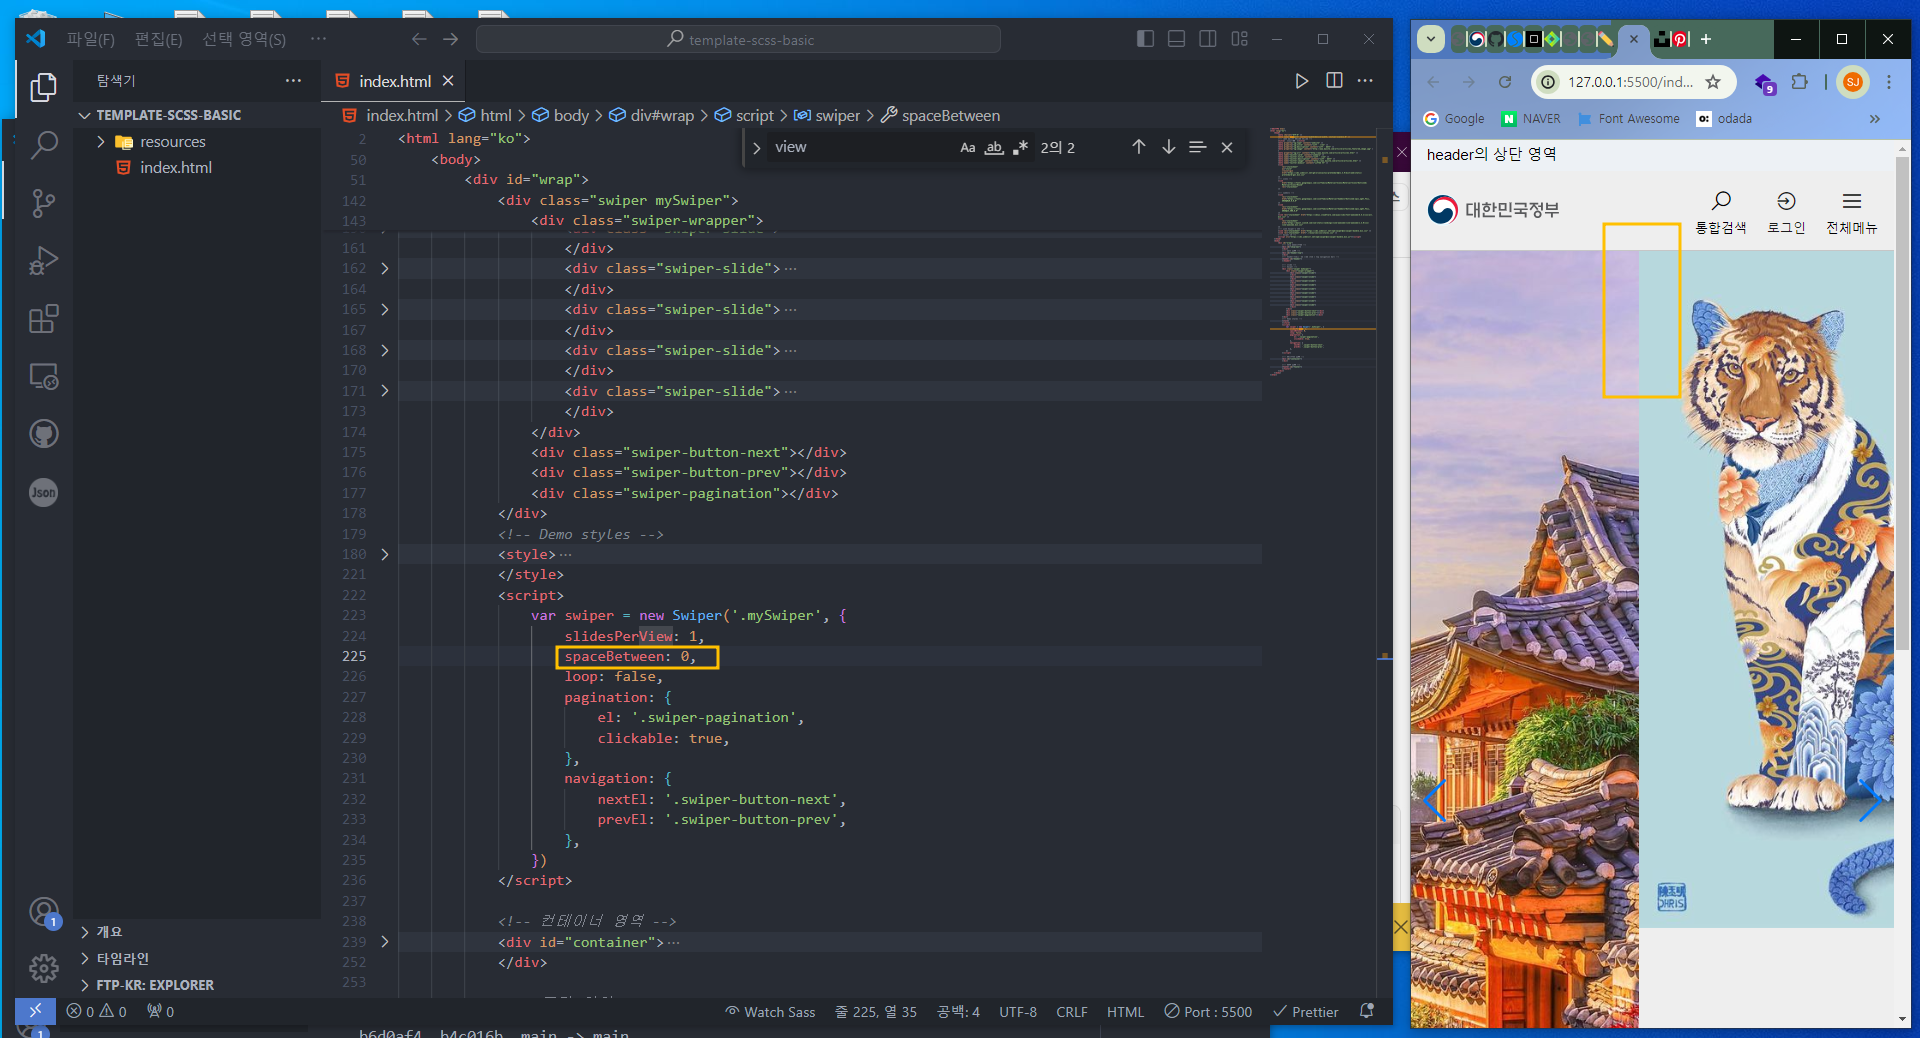 파일(F) 편집(E) 선택 영역(S) ··· template-scss-basic
탐색기 ···
TEMPLATE-SCSS-BASIC
resources
index.html
Json
개요
타임라인
FTP-KR: EXPLORER
index.html
index.html > html > body > div#wrap > script > swiper > spaceBetween
view Aa ab 2의 2
2 <html lang="ko">
50 <body>
51 <div id="wrap">
142 <div class="swiper mySwiper">
143 <div class="swiper-wrapper">
161 </div>
162 <div class="swiper-slide">···
164 </div>
165 <div class="swiper-slide">···
167 </div>
168 <div class="swiper-slide">···
170 </div>
171 <div class="swiper-slide">···
173 </div>
174 </div>
175 <div class="swiper-button-next"></div>
176 <div class="swiper-button-prev"></div>
177 <div class="swiper-pagination"></div>
178 </div>
179 <!-- Demo styles -->
180 <style>···
221 </style>
222 <script>
223 var swiper = new Swiper('.mySwiper', {
224 slidesPerView: 1,
225 spaceBetween: 0,
226 loop: false,
227 pagination: {
228 el: '.swiper-pagination',
229 clickable: true,
230 },
231 navigation: {
232 nextEl: '.swiper-button-next',
233 prevEl: '.swiper-button-prev',
234 },
235 })
236 </script>
237
238 <!-- 컨테이너 영역 -->
239 <div id="container">···
252 </div>
253
0 0 0 Watch Sass 줄 225, 열 35 공백: 4 UTF-8 CRLF HTML Port : 5500 Prettier
b6d0af4..b4c016b main -> main
127.0.0.1:5500/ind... 9 SJ
Google NAVER Font Awesome odada
header의 상단 영역
대한민국정부
통합검색 로그인 전체메뉴
CHRIS